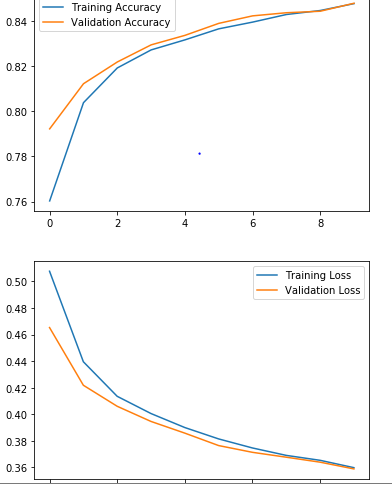 0.84
0.82
0.80
0.78
0.76
Training Accuracy
Validation Accuracy
0 2 4 6 8
0.50
0.48
0.46
0.44
0.42
0.40
0.38
0.36
Training Loss
Validation Loss